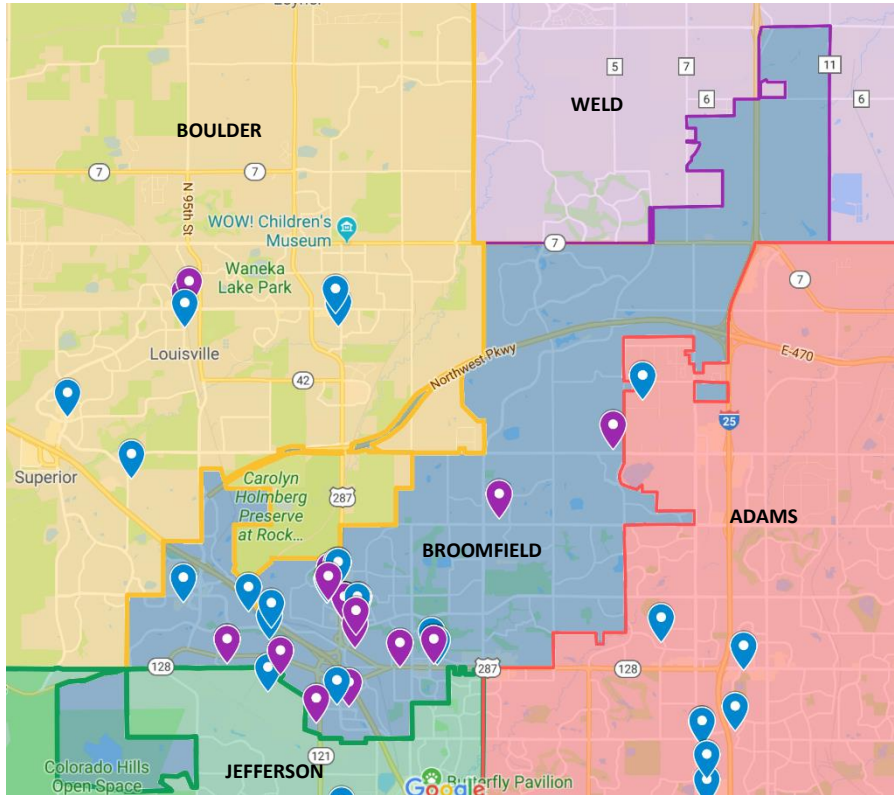 BOULDER
WELD
5
7
11
6
6
7
7
N 95th St
WOW! Children's
Museum
7
Waneka
Lake Park
7
Louisville
Northwest Pkwy
E-470
42
25
Superior
Carolyn
Holmberg
Preserve
at Rock...
287
ADAMS
BROOMFIELD
128
287
128
121
Colorado Hills
Open Space
JEFFERSON
Butterfly Pavilion
Google